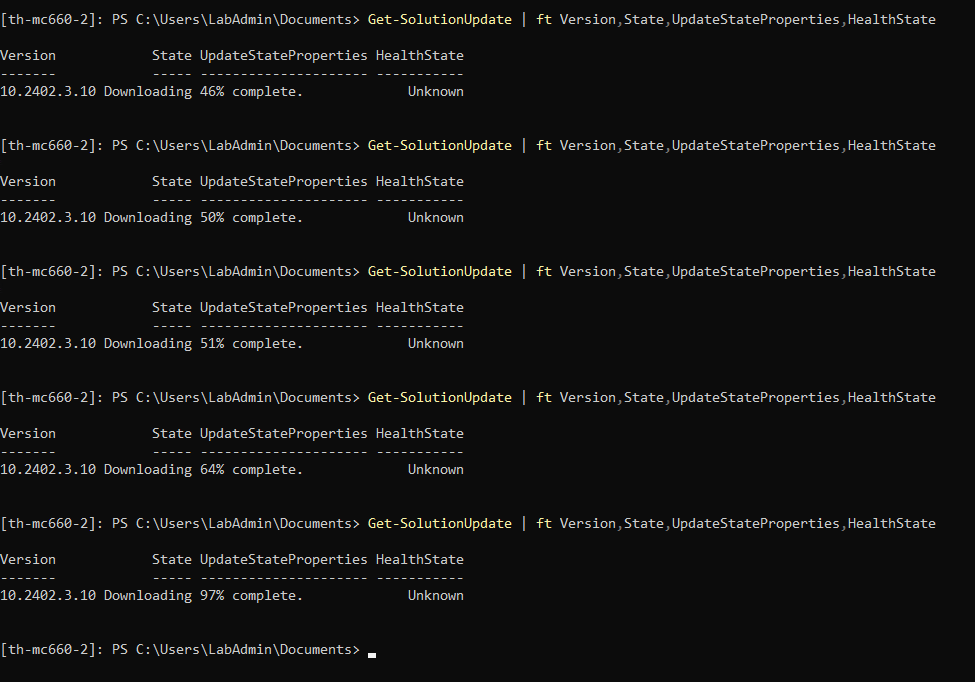 [th-mc660-2]: PS C:\Users\LabAdmin\Documents> Get-SolutionUpdate | ft Version,State,UpdateStateProperties,HealthState
Version            State UpdateStateProperties HealthState
-------            ----- --------------------- -----------
10.2402.3.10 Downloading 46% complete.             Unknown
[th-mc660-2]: PS C:\Users\LabAdmin\Documents> Get-SolutionUpdate | ft Version,State,UpdateStateProperties,HealthState
Version            State UpdateStateProperties HealthState
-------            ----- --------------------- -----------
10.2402.3.10 Downloading 50% complete.             Unknown
[th-mc660-2]: PS C:\Users\LabAdmin\Documents> Get-SolutionUpdate | ft Version,State,UpdateStateProperties,HealthState
Version            State UpdateStateProperties HealthState
-------            ----- --------------------- -----------
10.2402.3.10 Downloading 51% complete.             Unknown
[th-mc660-2]: PS C:\Users\LabAdmin\Documents> Get-SolutionUpdate | ft Version,State,UpdateStateProperties,HealthState
Version            State UpdateStateProperties HealthState
-------            ----- --------------------- -----------
10.2402.3.10 Downloading 64% complete.             Unknown
[th-mc660-2]: PS C:\Users\LabAdmin\Documents> Get-SolutionUpdate | ft Version,State,UpdateStateProperties,HealthState
Version            State UpdateStateProperties HealthState
-------            ----- --------------------- -----------
10.2402.3.10 Downloading 97% complete.             Unknown
[th-mc660-2]: PS C:\Users\LabAdmin\Documents>